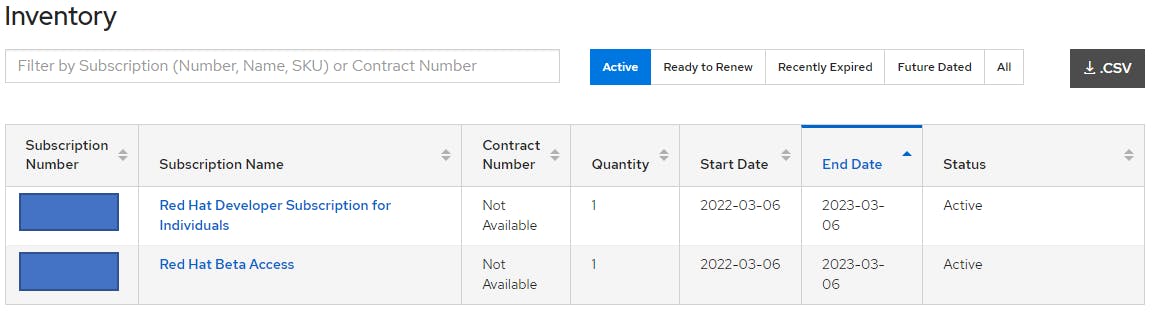 Inventory
Filter by Subscription (Number, Name, SKU) or Contract Number
Active
Ready to Renew
Recently Expired
Future Dated
All
.CSV
Subscription
Number
Subscription Name
Contract
Number
Quantity
Start Date
End Date
Status
Red Hat Developer Subscription for
Individuals
Not
Available
1
2022-03-06
2023-03-
06
Active
Red Hat Beta Access
Not
Available
1
2022-03-06
2023-03-
06
Active